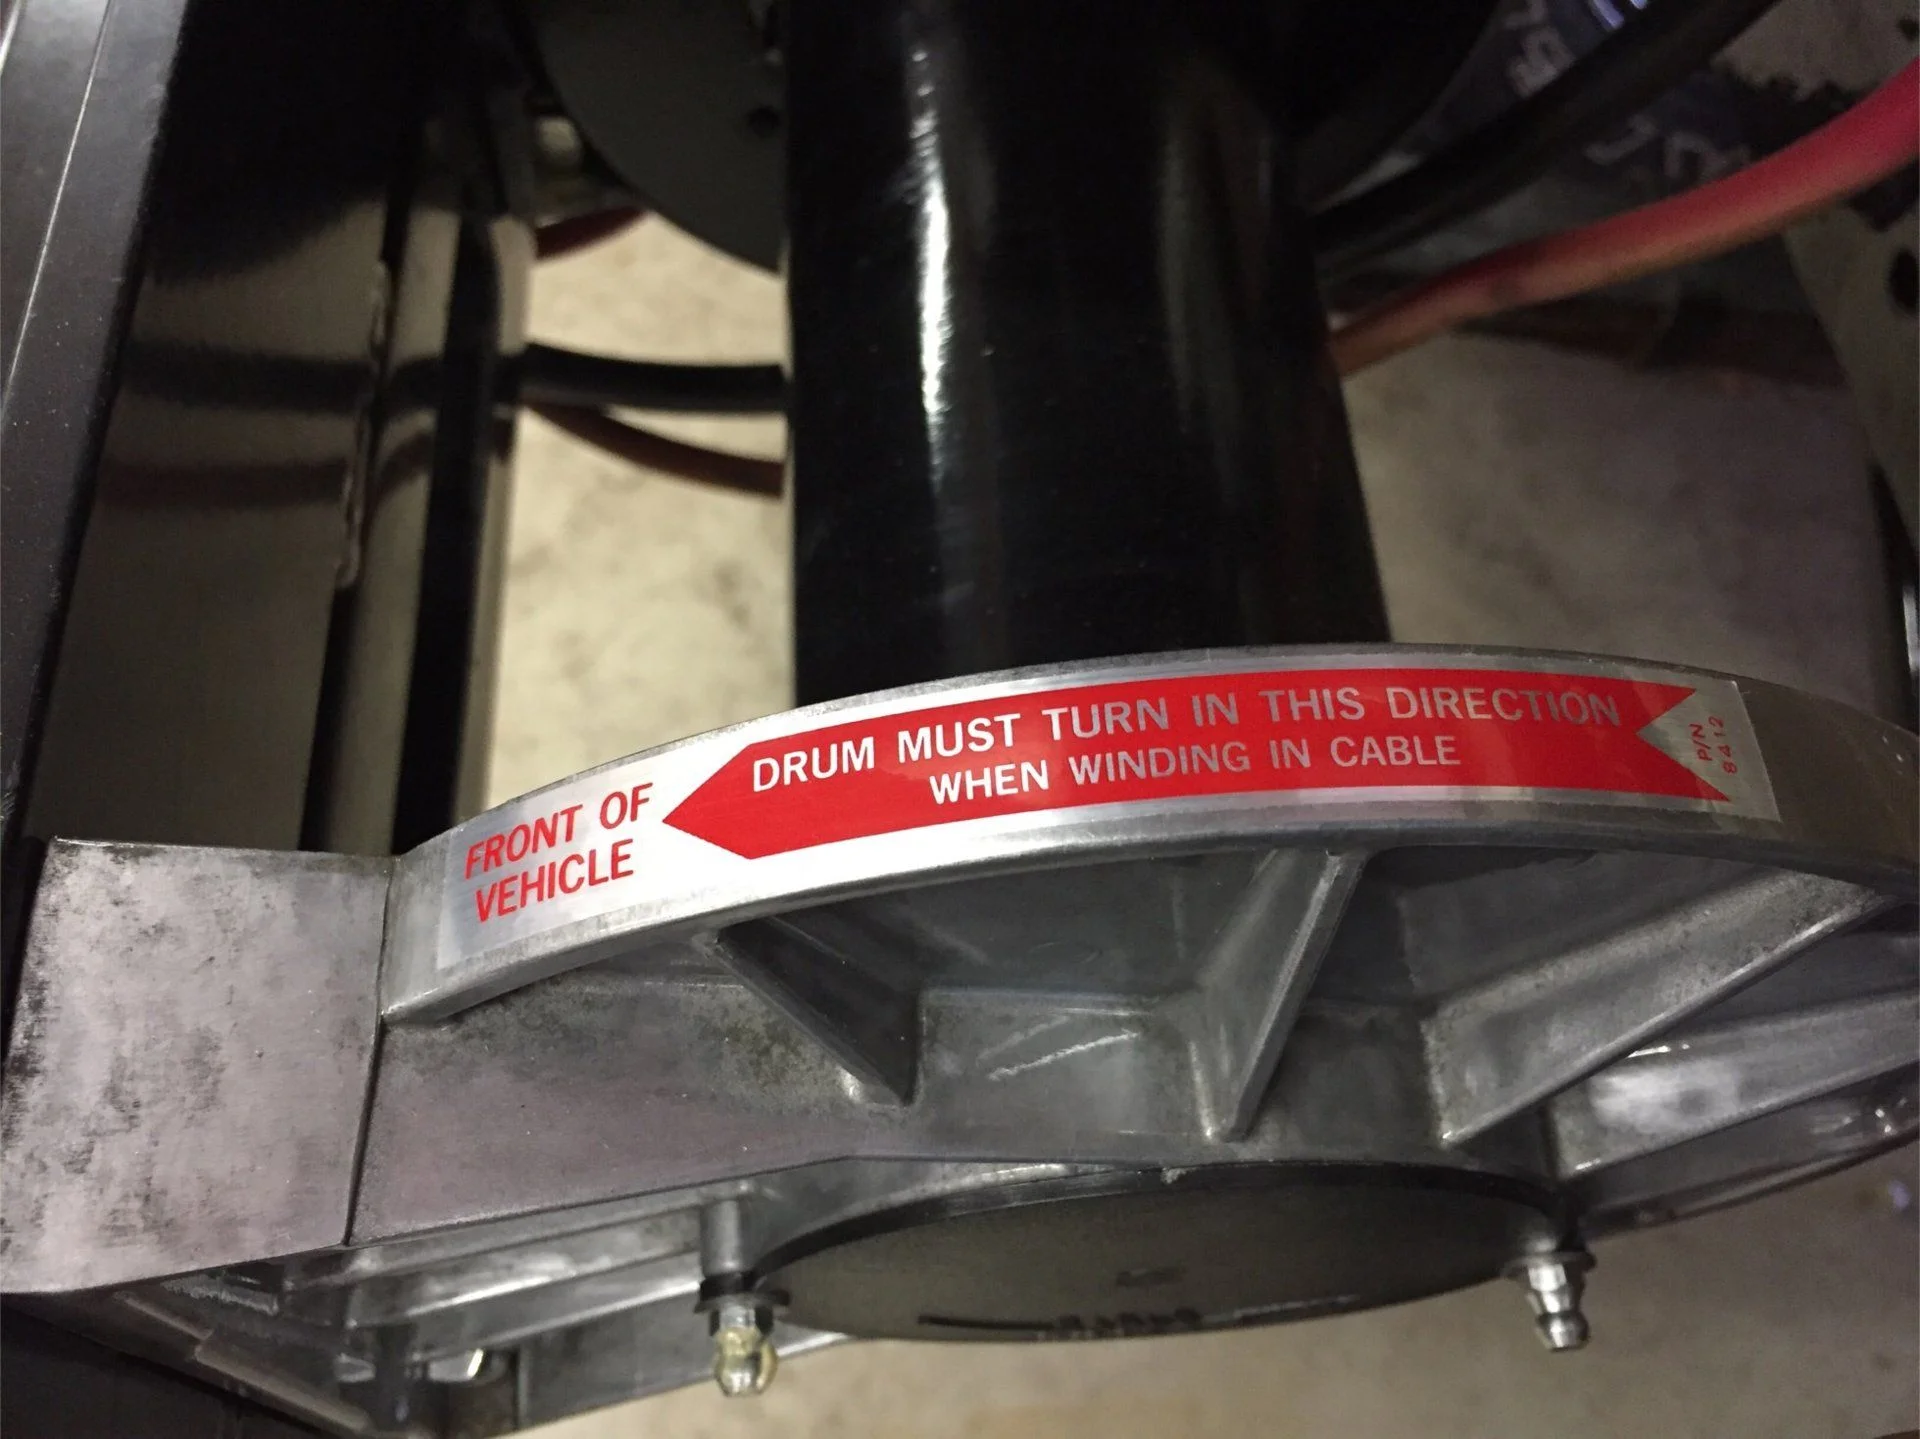 FRONT OF
VEHICLE
DRUM MUST TURN IN THIS DIRECTION
WHEN WINDING IN CABLE
P/N
8412